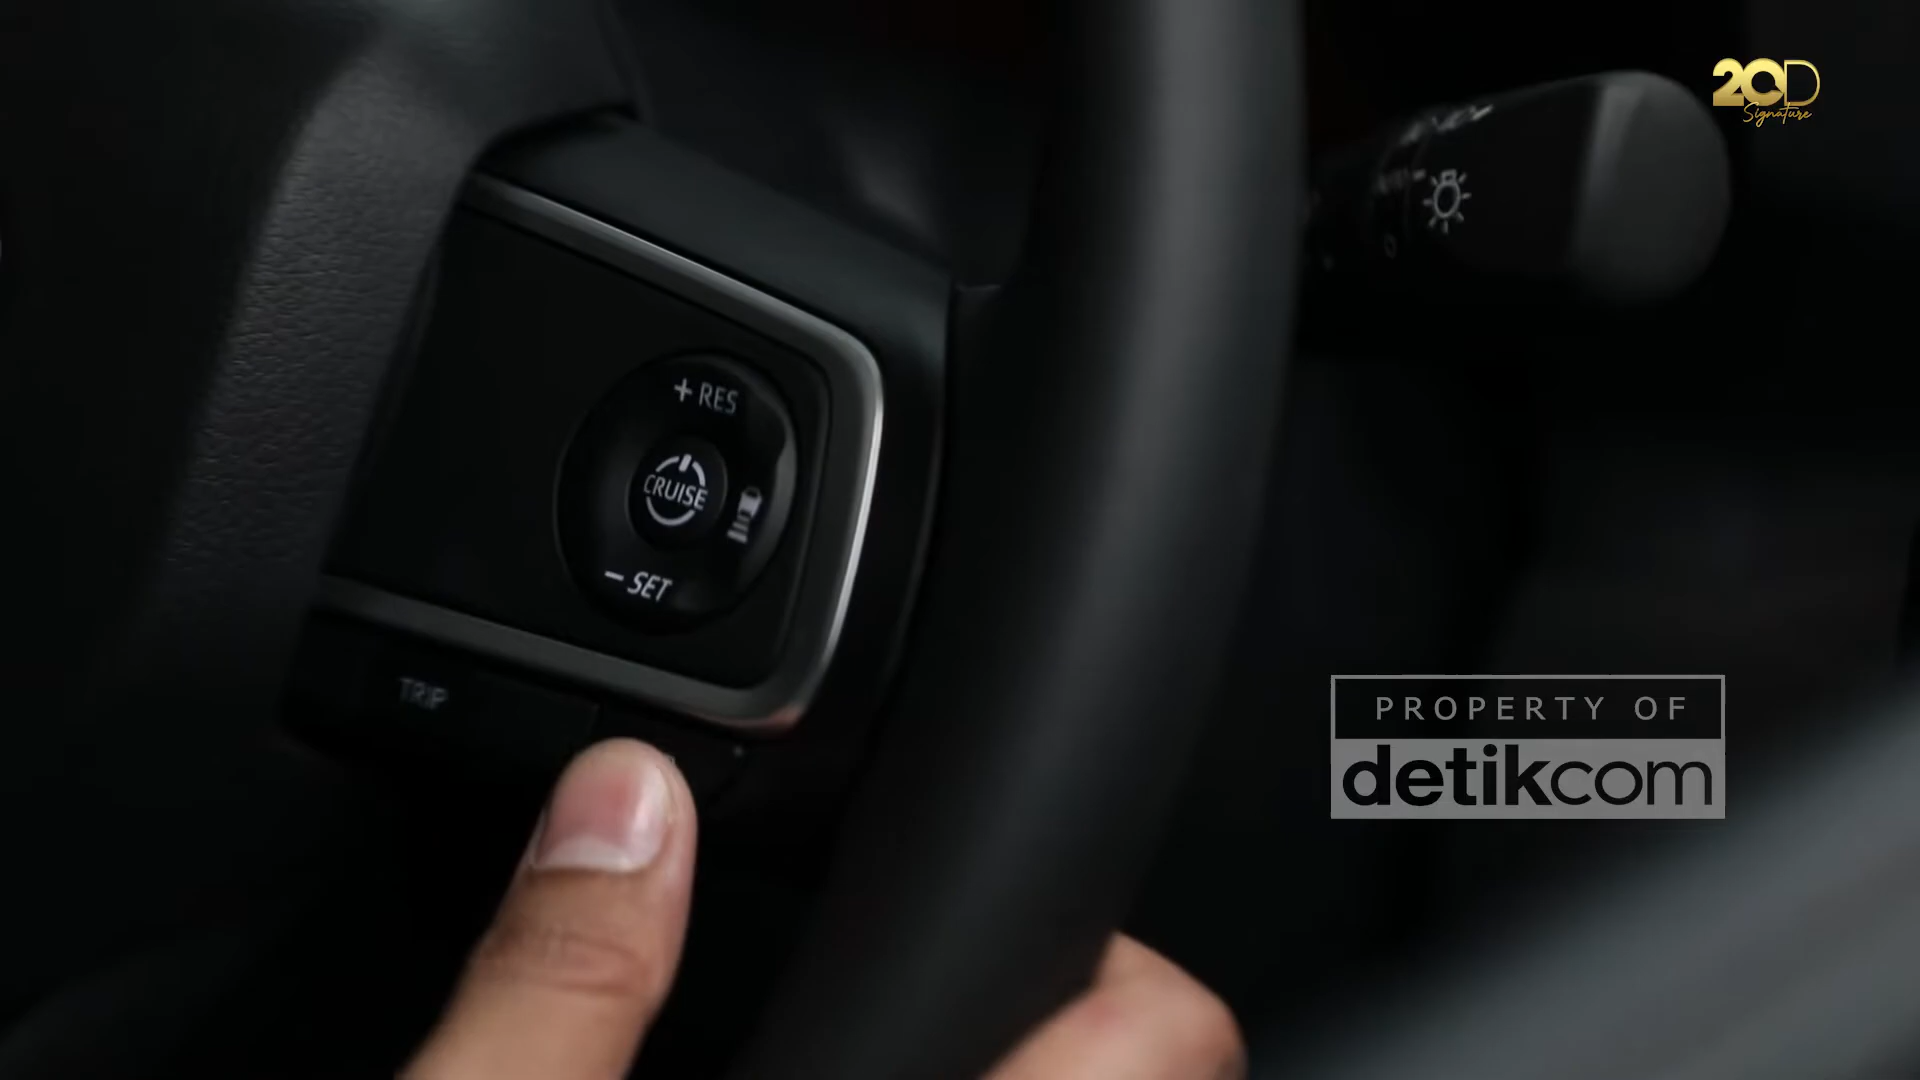 20D
Signature
+ RES
CRUISE
- SET
TRIP
PROPERTY OF
detikcom